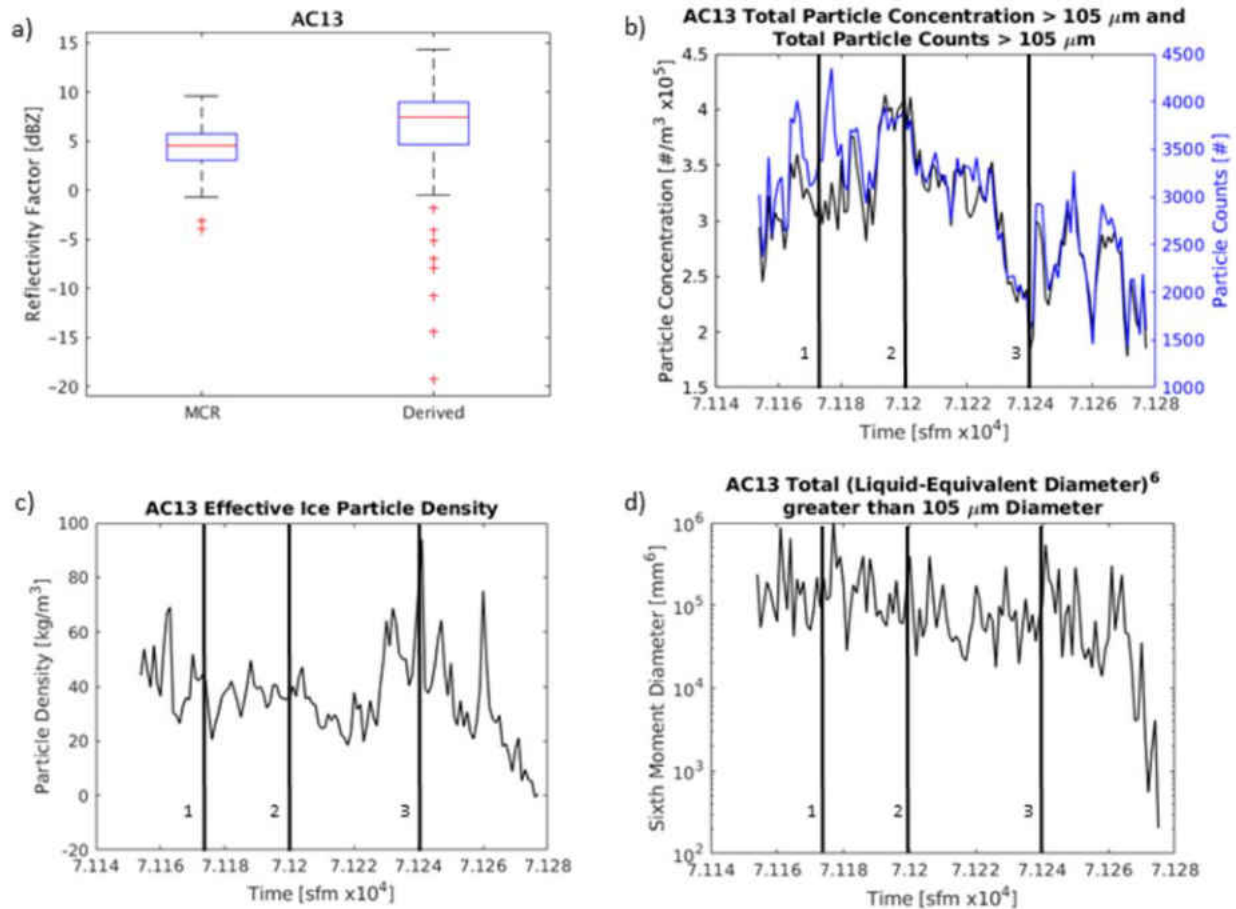 a)
AC13
15
10
5
0
−5
−10
−15
−20
Reflectivity Factor [dBZ]
MCR
Derived
b)
AC13 Total Particle Concentration > 105 μm and
Total Particle Counts > 105 μm
4.5
4
3.5
3
2.5
2
1.5
Particle Concentration [#/m³ x10⁵]
4500
4000
3500
3000
2500
2000
1500
1000
Particle Counts [#]
1
2
3
7.114 7.116 7.118 7.12 7.122 7.124 7.126 7.128
Time [sfm x10⁴]
c)
AC13 Effective Ice Particle Density
100
80
60
40
20
0
-20
Particle Density [kg/m³]
1
2
3
7.114 7.116 7.118 7.12 7.122 7.124 7.126 7.128
Time [sfm x10⁴]
d)
AC13 Total (Liquid-Equivalent Diameter)⁶
greater than 105 μm Diameter
10⁶
10⁵
10⁴
10³
10²
Sixth Moment Diameter [mm⁶]
1
2
3
7.114 7.116 7.118 7.12 7.122 7.124 7.126 7.128
Time [sfm x10⁴]